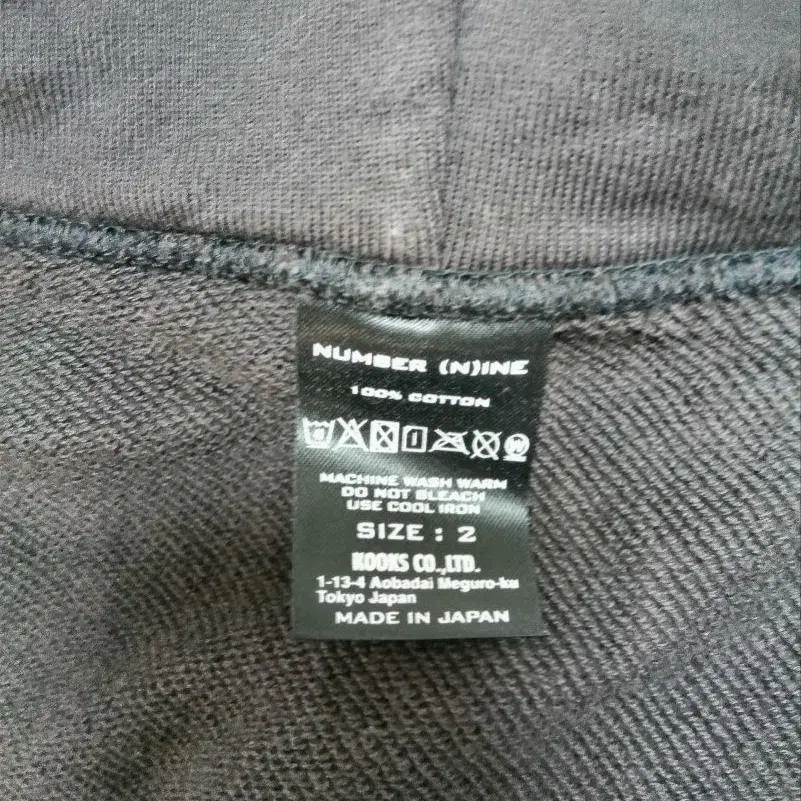 NUMBER (N)INE
100% COTTON
MACHINE WASH WARM
DO NOT BLEACH
USE COOL IRON
SIZE : 2
KOOKS CO.,LTD.
1-13-4 Aobadai Meguro-ku
Tokyo Japan
MADE IN JAPAN